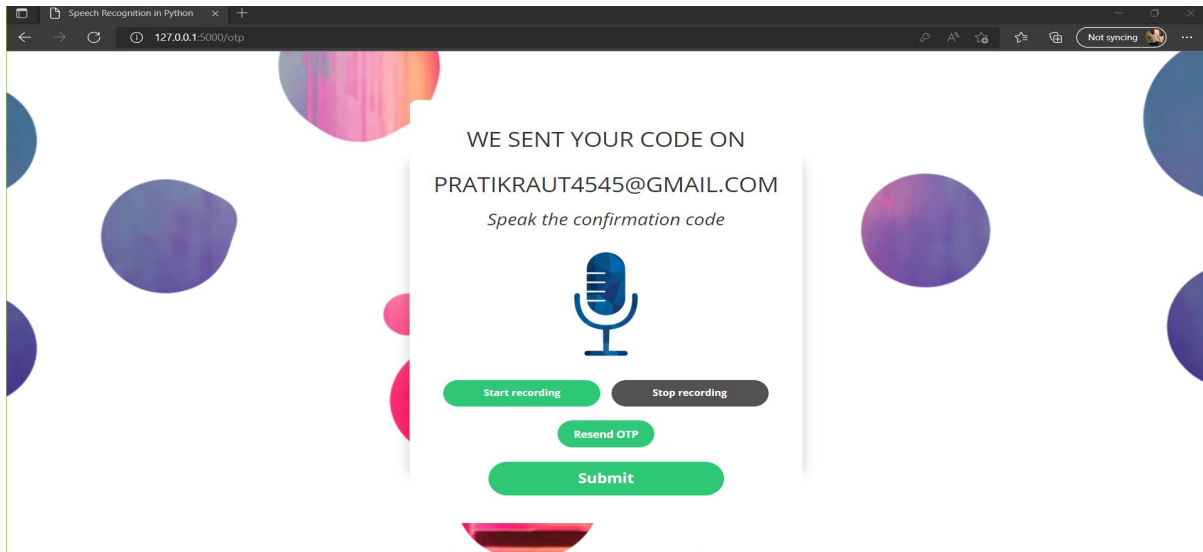 Speech Recognition in Python
127.0.0.1:5000/otp
Not syncing
WE SENT YOUR CODE ON
PRATIKRAUT4545@GMAIL.COM
Speak the confirmation code
Start recording
Stop recording
Resend OTP
Submit